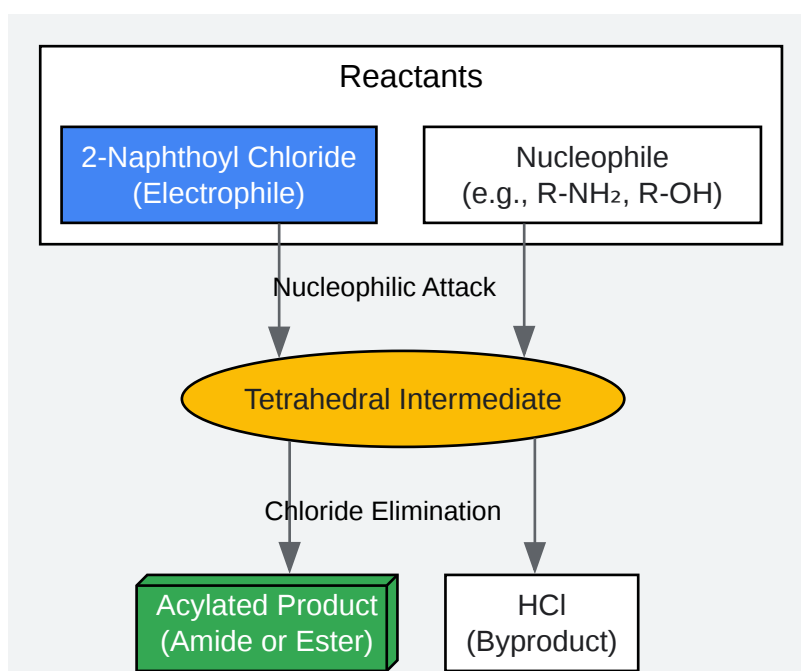 Reactants
2-Naphthoyl Chloride
(Electrophile)
Nucleophile
(e.g., R-NH₂, R-OH)
Nucleophilic Attack
Tetrahedral Intermediate
Chloride Elimination
Acylated Product
(Amide or Ester)
HCl
(Byproduct)